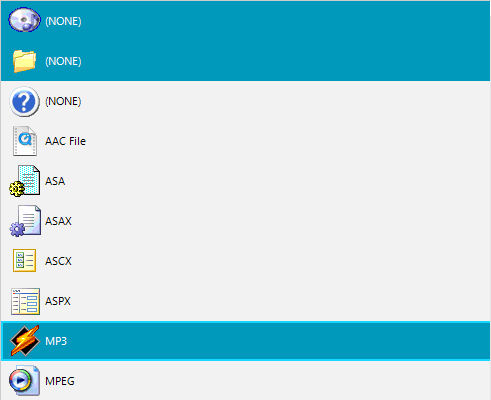 (NONE)
(NONE)
(NONE)
AAC File
ASA
ASAX
ASCX
ASPX
MP3
MPEG